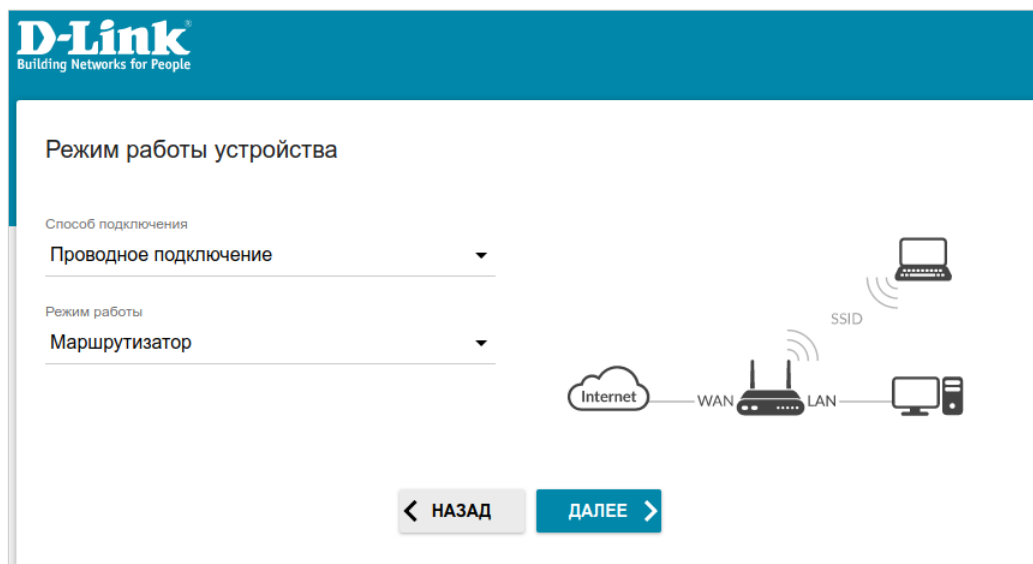 D-Link®
Building Networks for People
Режим работы устройства
Способ подключения
Проводное подключение
Режим работы
Маршрутизатор
SSID
Internet
WAN
LAN
НАЗАД
ДАЛЕЕ